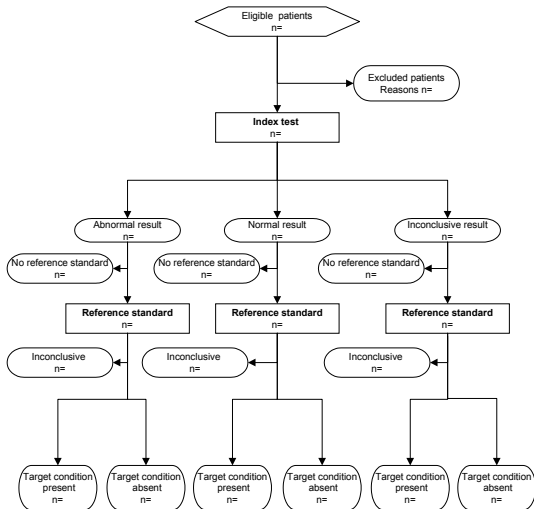 Eligible patients
n=
Excluded patients
Reasons n=
Index test
n=
Abnormal result
n=
Normal result
n=
Inconclusive result
n=
No reference standard
n=
No reference standard
n=
No reference standard
n=
Reference standard
n=
Reference standard
n=
Reference standard
n=
Inconclusive
n=
Inconclusive
n=
Inconclusive
n=
Target condition
present
n=
Target condition
absent
n=
Target condition
present
n=
Target condition
absent
n=
Target condition
present
n=
Target condition
absent
n=